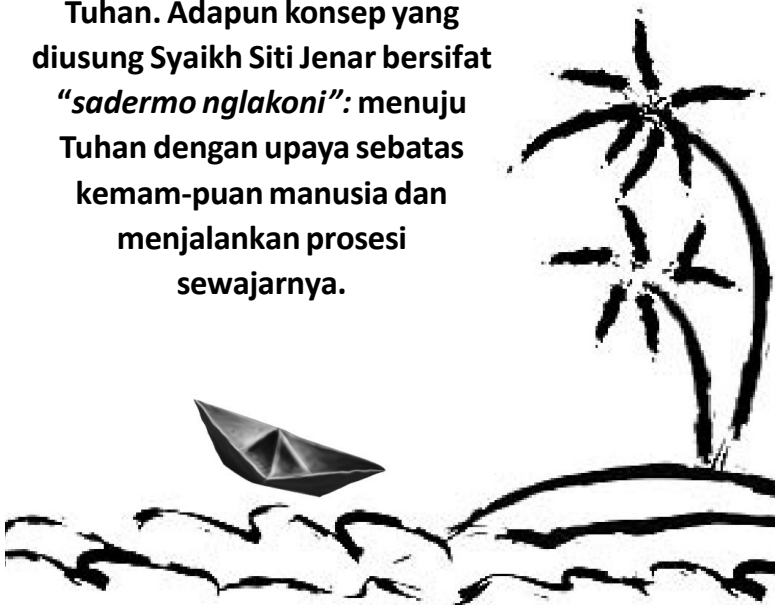 Tuhan. Adapun konsep yang
diusung Syaikh Siti Jenar bersifat
“sadermo nglakoni”: menuju
Tuhan dengan upaya sebatas
kemam-puan manusia dan
menjalankan prosesi
sewajarnya.